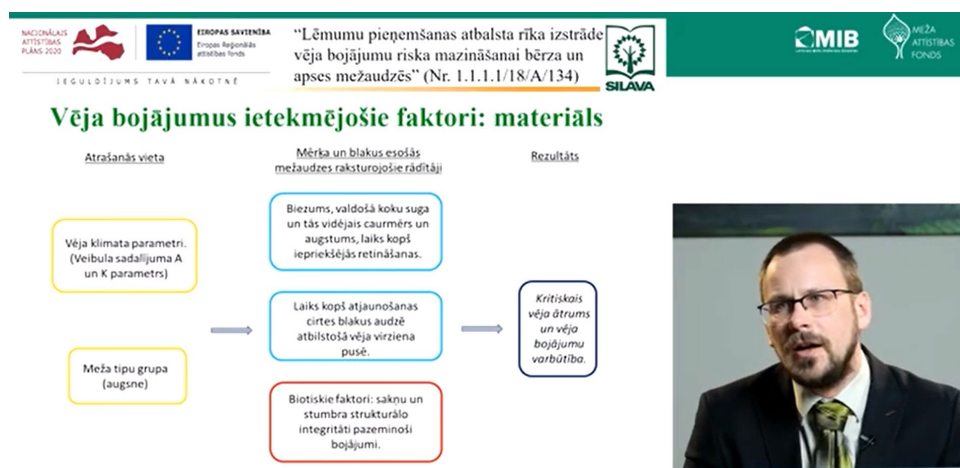 NACIONĀLAIS
ATTĪSTĪBAS
PLĀNS 2020
EIROPAS SAVIENĪBA
Eiropas Reģionālās
attīstības fonds
IEGULDĪJUMS TAVĀ NĀKOTNĒ
“Lēmumu pieņemšanas atbalsta rīka izstrāde
vēja bojājumu riska mazināšanai bērza un
apses mežaudzēs” (Nr. 1.1.1.1/18/A/134)
SILAVA
MIB
MEŽA
ATTĪSTĪBAS
FONDS
Vēja bojājumus ietekmējošie faktori: materiāls
Atrašanās vieta
Vēja klimata parametri.
(Veibula sadalījuma A
un K parametrs)
Meža tipu grupa
(augsne)
Mērķa un blakus esošās
mežaudzes raksturojošie rādītāji
Biezums, valdošā koku suga
un tās vidējais caurmērs un
augstums, laiks kopš
iepriekšējās retināšanas.
Laiks kopš atjaunošanas
cirtes blakus audzē
atbilstošā vēja virziena
pusē.
Biotiskie faktori: sakņu un
stumbra strukturālo
integritāti pazeminoši
bojājumi.
Rezultāts
Kritiskais
vēja ātrums
un vēja
bojājumu
varbūtība.